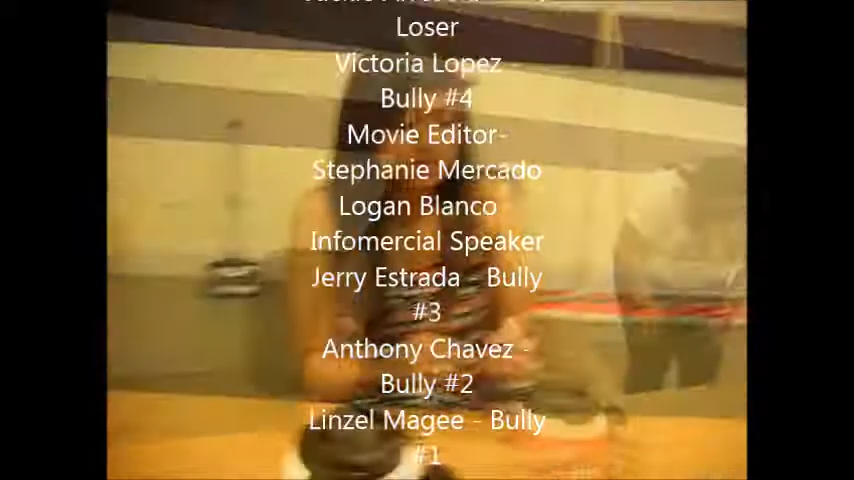 Loser
Victoria Lopez -
Bully #4
Movie Editor-
Stephanie Mercado
Logan Blanco
Infomercial Speaker
Jerry Estrada - Bully
#3
Anthony Chavez -
Bully #2
Linzel Magee - Bully
#1